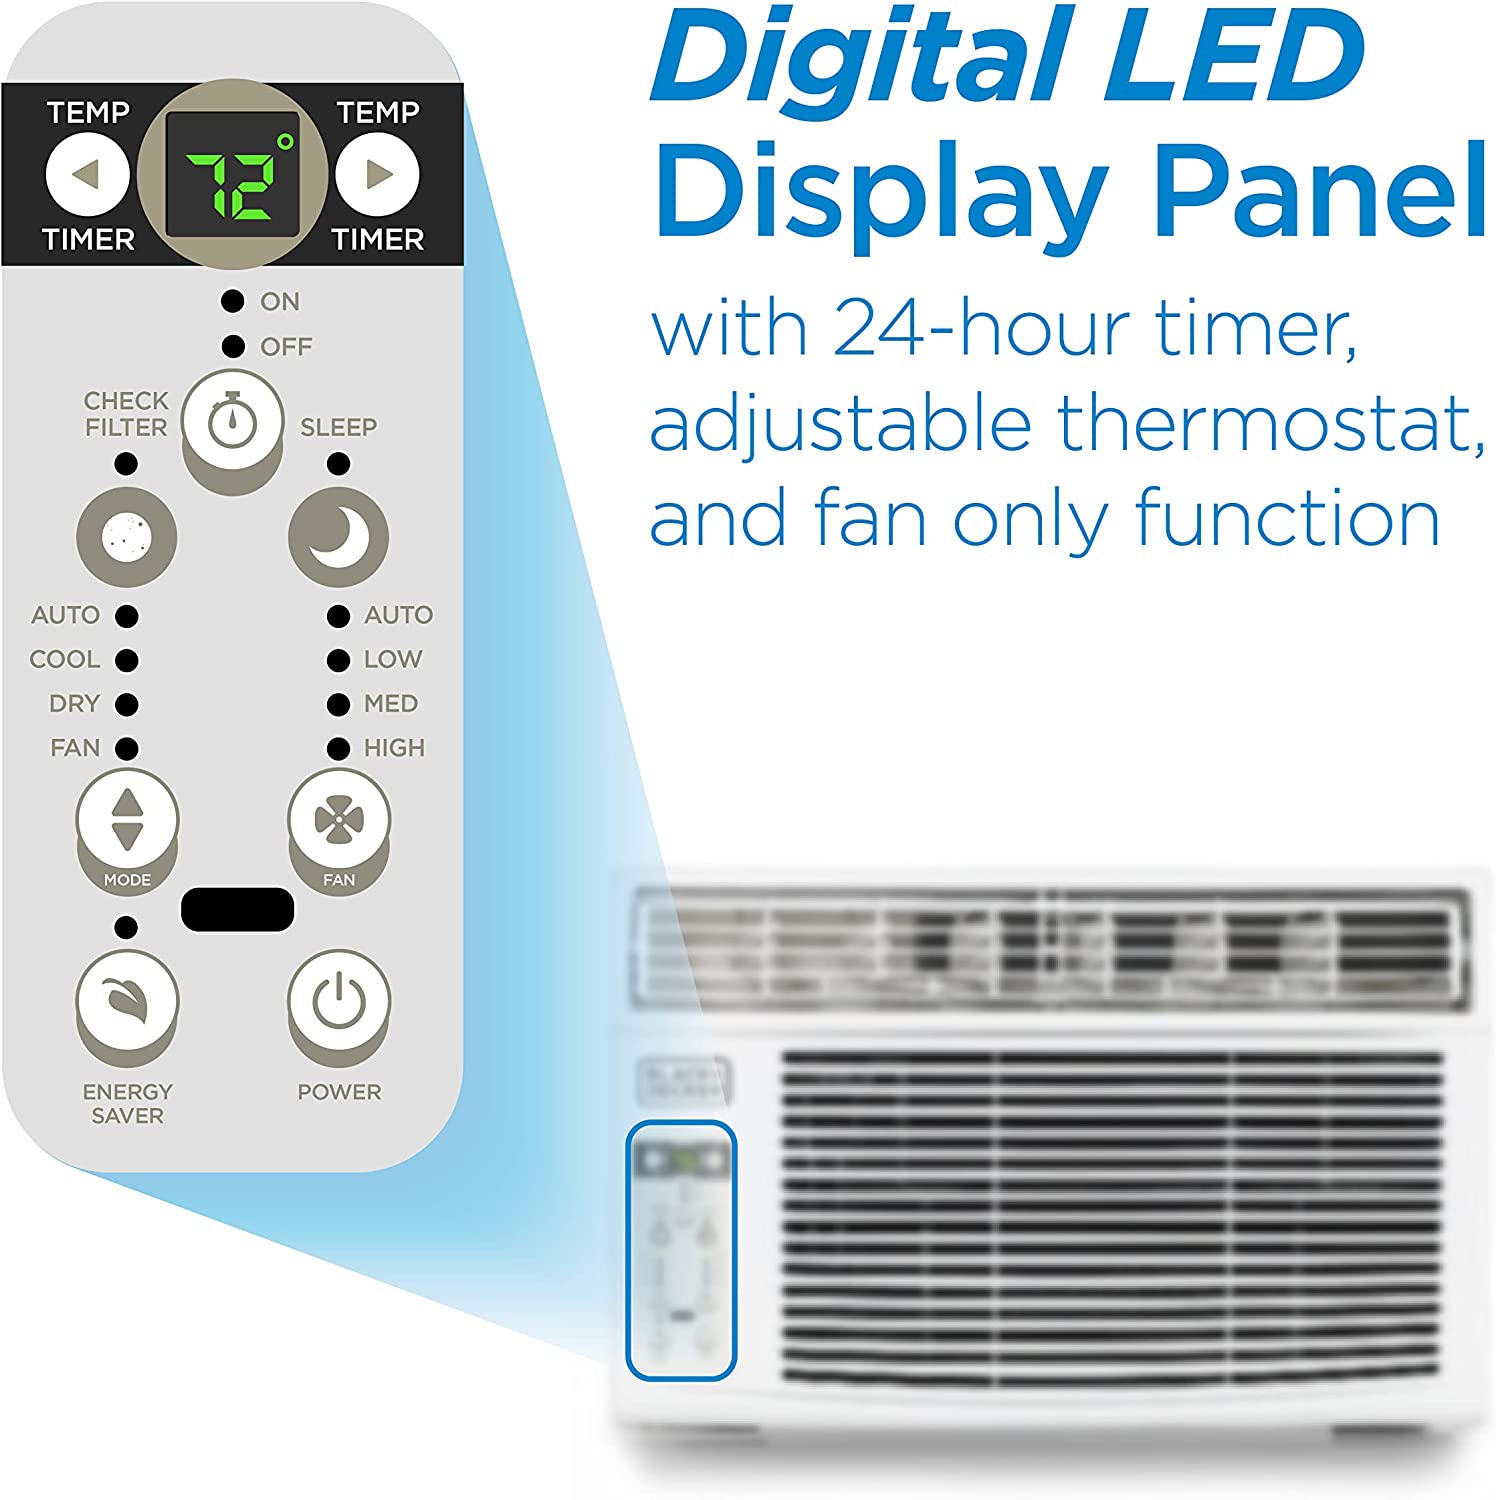 Digital LED
Display Panel
with 24-hour timer,
adjustable thermostat,
and fan only function
TEMP
TEMP
72°
TIMER
TIMER
ON
OFF
CHECK
FILTER
SLEEP
AUTO
COOL
DRY
FAN
AUTO
LOW
MED
HIGH
MODE
FAN
ENERGY
SAVER
POWER